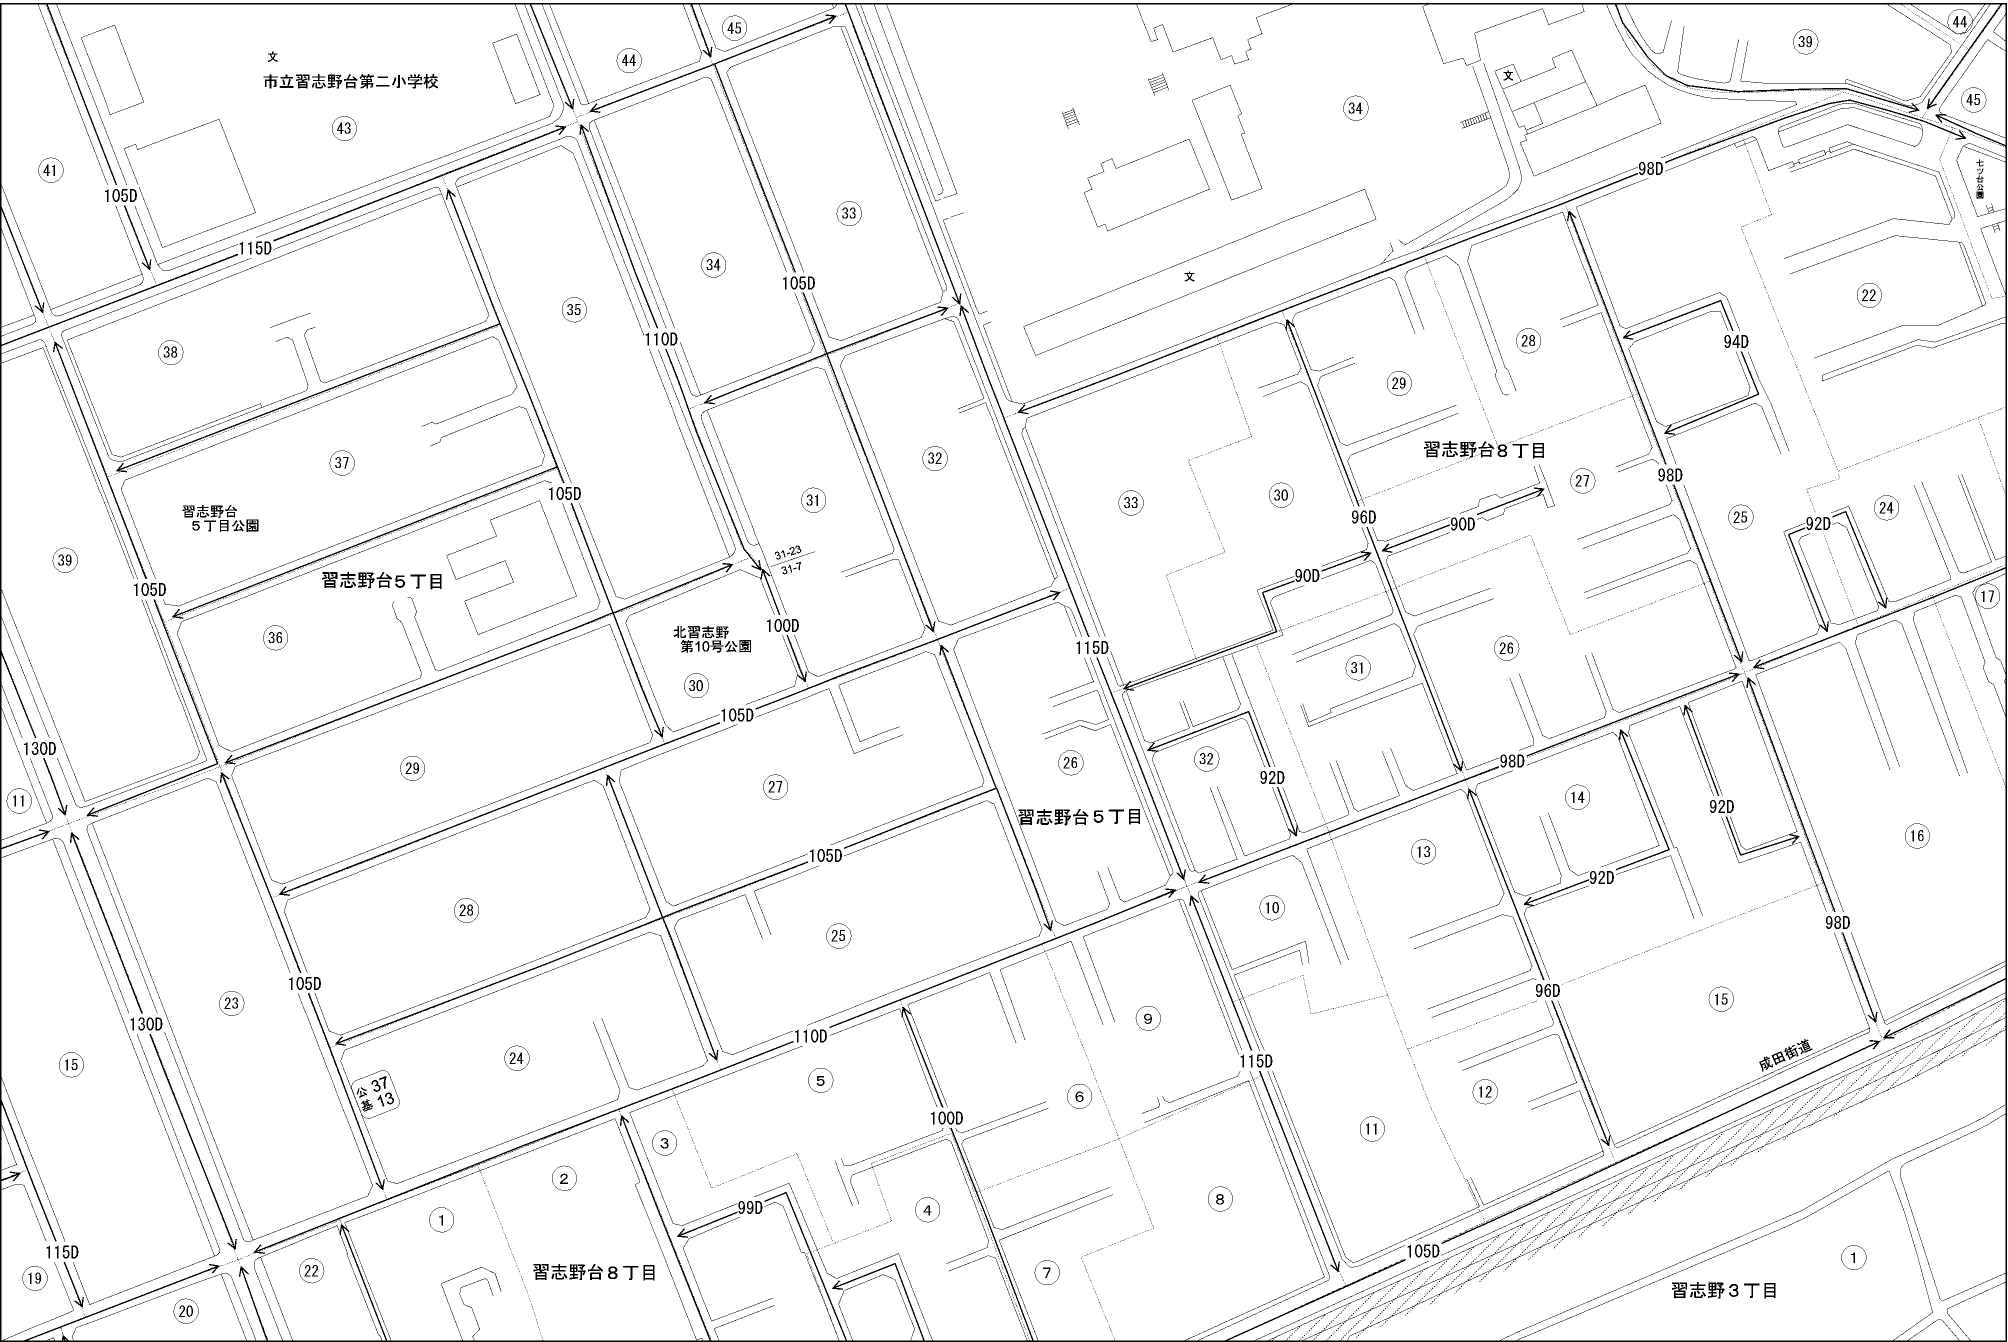 45
44
39
44
文
文
市立習志野台第二小学校
34
45
43
41
98D
七ツ台公園
105D
33
115D
34
文
105D
22
35
110D
28
94D
38
29
習志野台8丁目
32
37
98D
27
105D
33
30
31
習志野台
5丁目公園
96D
90D
25
92D
24
31-23
31-7
39
習志野台5丁目
105D
90D
17
100D
36
北習志野
第10号公園
115D
26
31
30
105D
130D
32
98D
29
26
92D
11
27
14
92D
習志野台5丁目
16
13
105D
92D
28
10
25
98D
105D
23
96D
15
130D
9
110D
成田街道
24
115D
15
5
公 37
基 13
6
12
100D
3
11
2
8
99D
4
1
115D
105D
19
22
習志野台8丁目
7
1
習志野3丁目
20